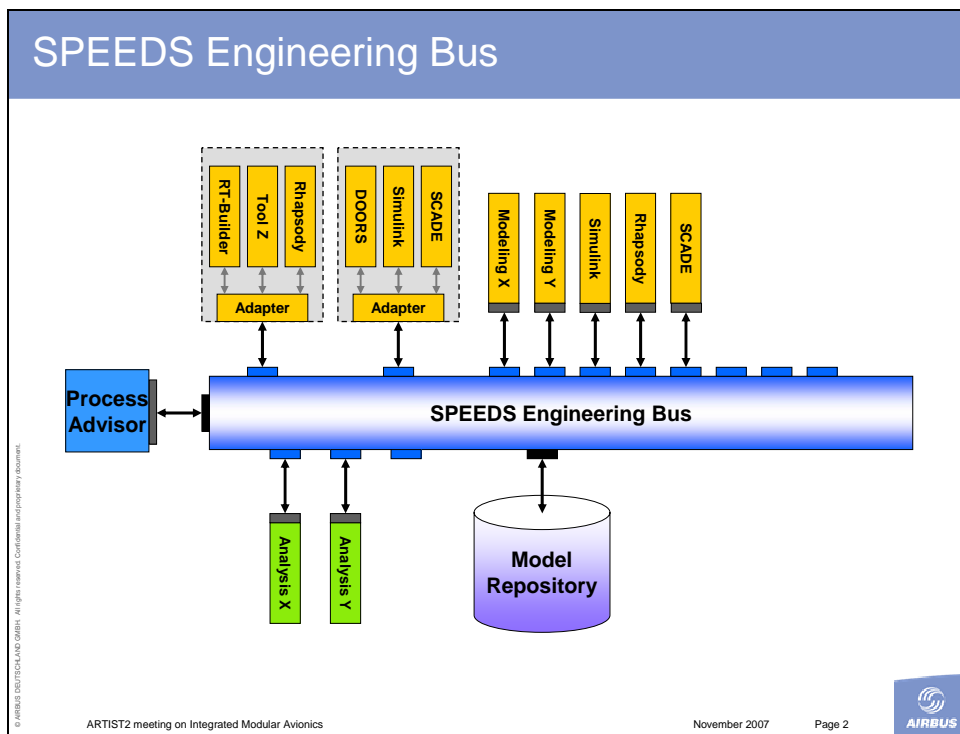 SPEEDS Engineering Bus
RT-Builder
Tool Z
Rhapsody
Adapter
DOORS
Simulink
SCADE
Adapter
Modeling X
Modeling Y
Simulink
Rhapsody
SCADE
Process
Advisor
SPEEDS Engineering Bus
Analysis X
Analysis Y
Model
Repository
© AIRBUS DEUTSCHLAND GMBH. All rights reserved. Confidential and proprietary document.
ARTIST2 meeting on Integrated Modular Avionics
November 2007
Page 2
AIRBUS